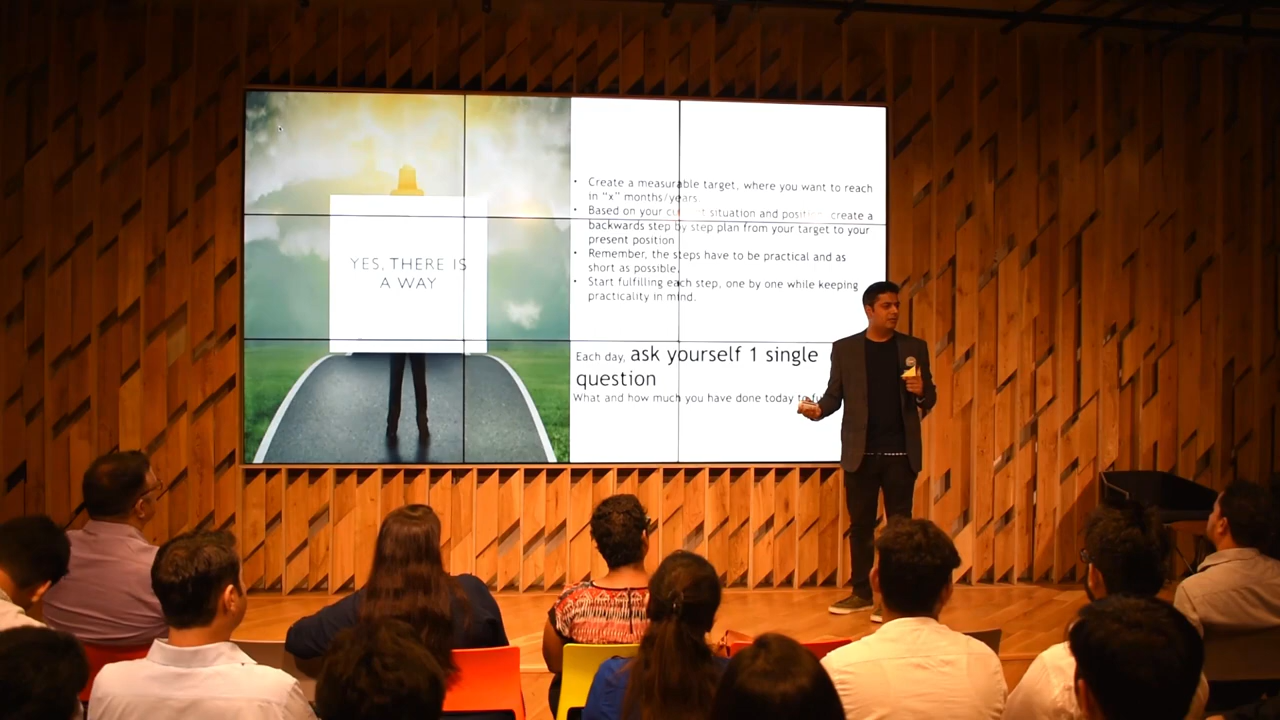 YES, THERE IS
A WAY
• Create a measurable target, where you want to reach
in “x” months/years
• Based on your situation and create a
backwards step by step plan from your target to your
present position
• Remember, the steps have to be practical and as
short as possible.
• Start fulfilling each step, one by one while keeping
practicality in mind.
Each day, ask yourself 1 single
question
What and how much you have done today to